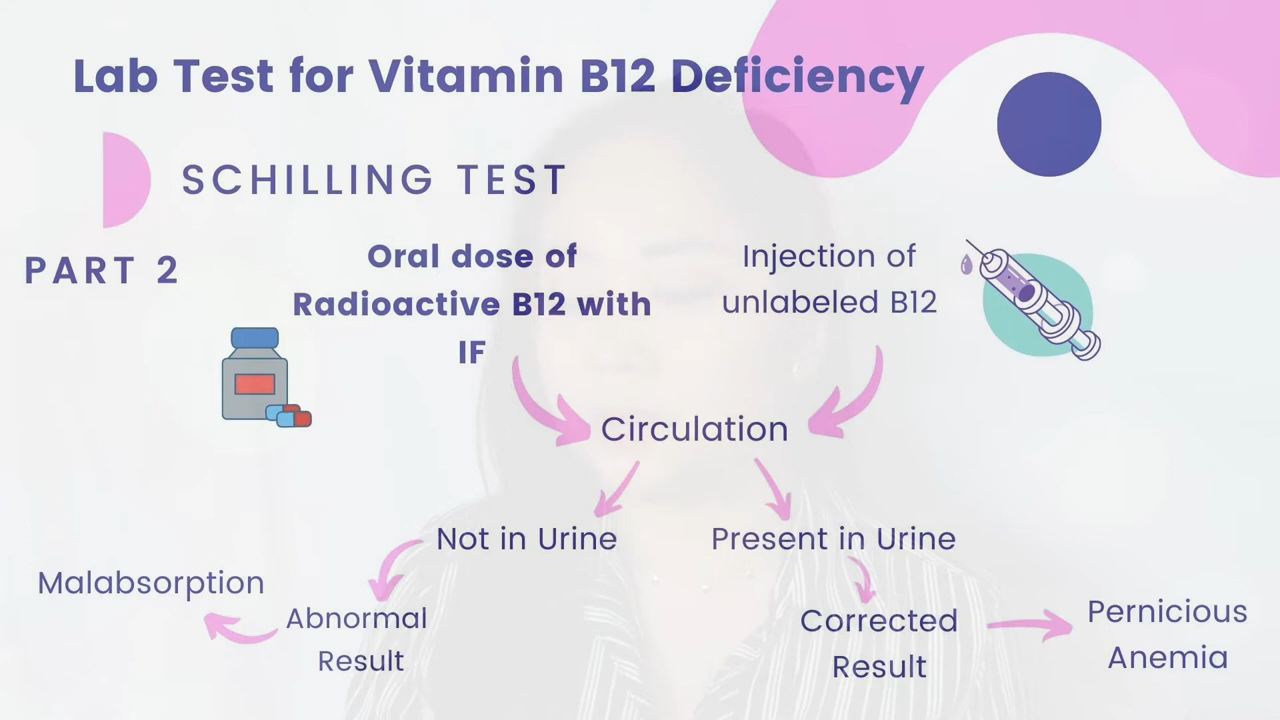 Lab Test for Vitamin B12 Deficiency
SCHILLING TEST
PART 2
Oral dose of
Radioactive B12 with
IF
Injection of
unlabeled B12
Circulation
Not in Urine
Present in Urine
Malabsorption
Abnormal
Result
Corrected
Result
Pernicious
Anemia